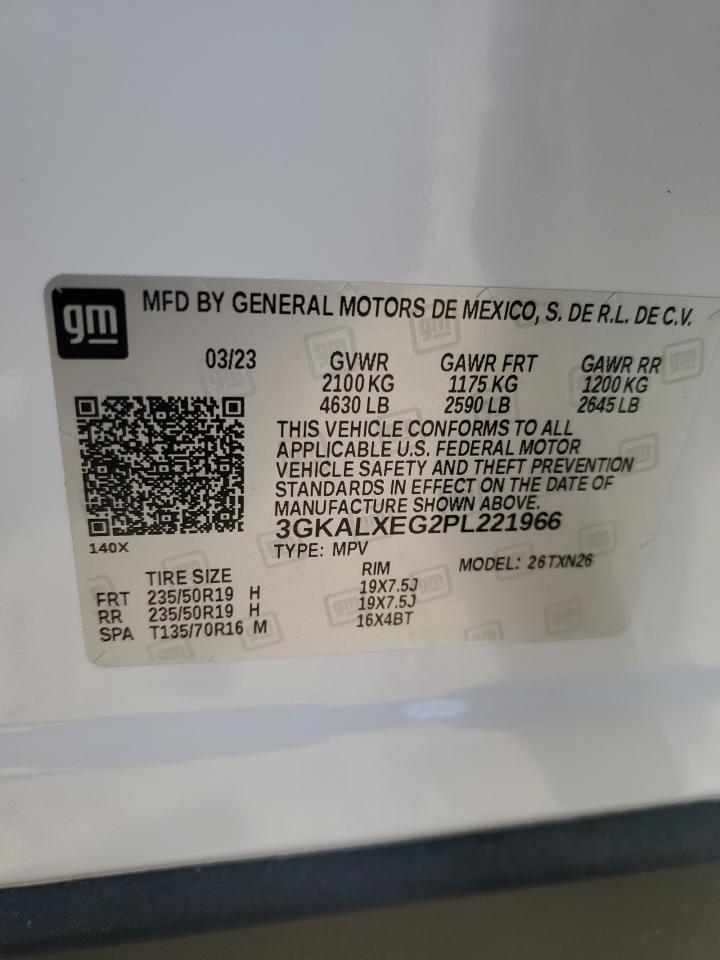 gm MFD BY GENERAL MOTORS DE MEXICO, S. DE R.L. DE C.V.
03/23 GVWR GAWR FRT GAWR RR
2100 KG 1175 KG 1200 KG
4630 LB 2590 LB 2645 LB
THIS VEHICLE CONFORMS TO ALL
APPLICABLE U.S. FEDERAL MOTOR
VEHICLE SAFETY AND THEFT PREVENTION
STANDARDS IN EFFECT ON THE DATE OF
MANUFACTURE SHOWN ABOVE.
3GKALXEG2PL221966
140X TYPE: MPV MODEL: 26TXN26
TIRE SIZE RIM
FRT 235/50R19 H 19X7.5J
RR 235/50R19 H 19X7.5J
SPA T135/70R16 M 16X4BT